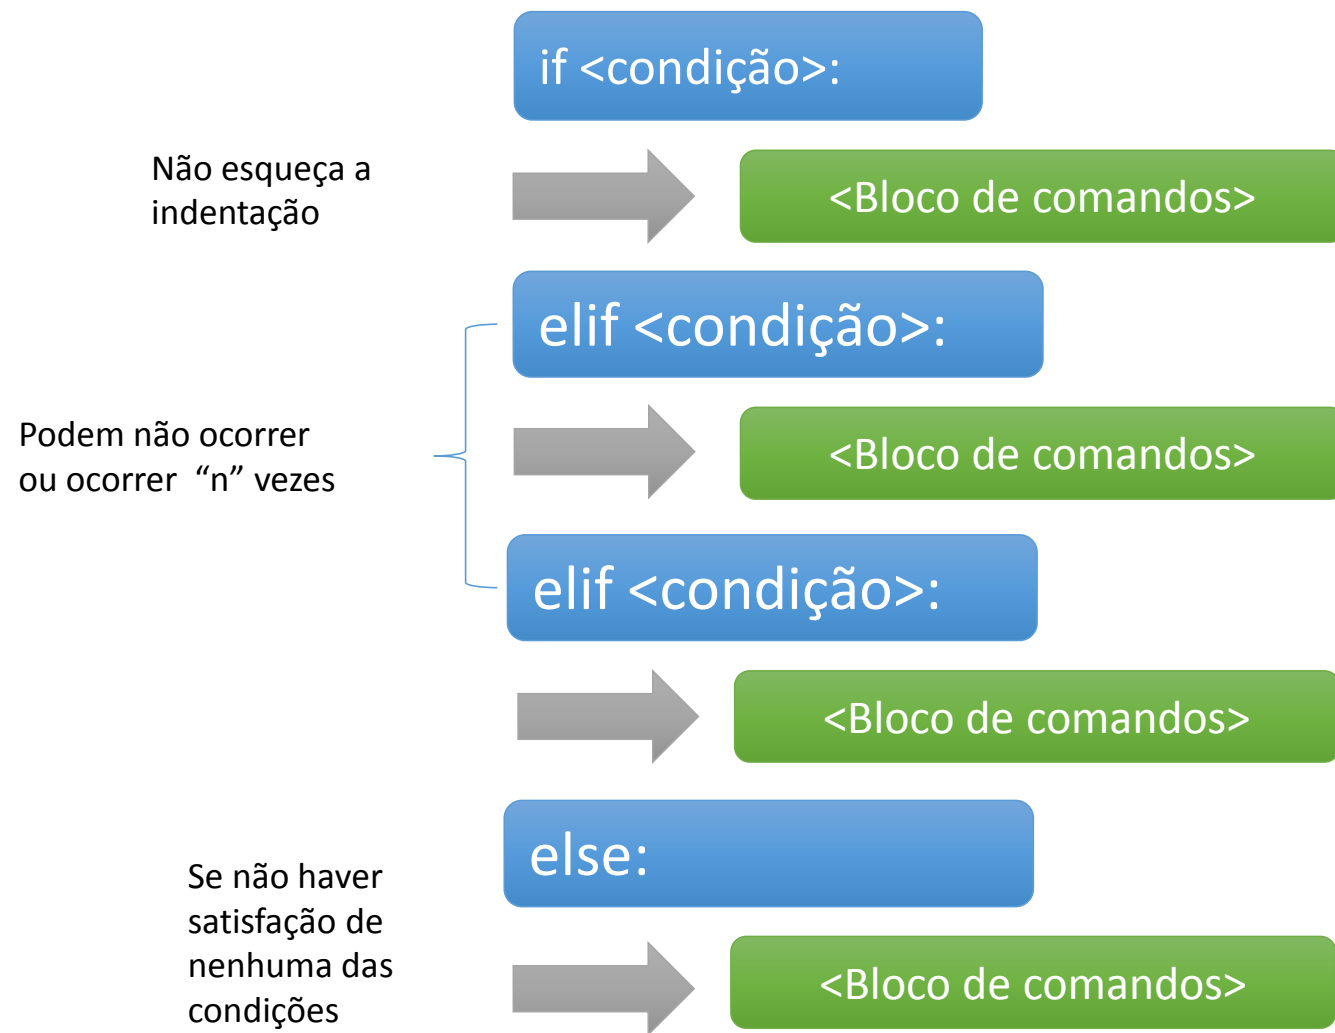 if <condição>:
Não esqueça a
indentação
<Bloco de comandos>
elif <condição>:
Podem não ocorrer
ou ocorrer  “n” vezes
<Bloco de comandos>
elif <condição>:
<Bloco de comandos>
else:
Se não haver
satisfação de
nenhuma das
condições
<Bloco de comandos>